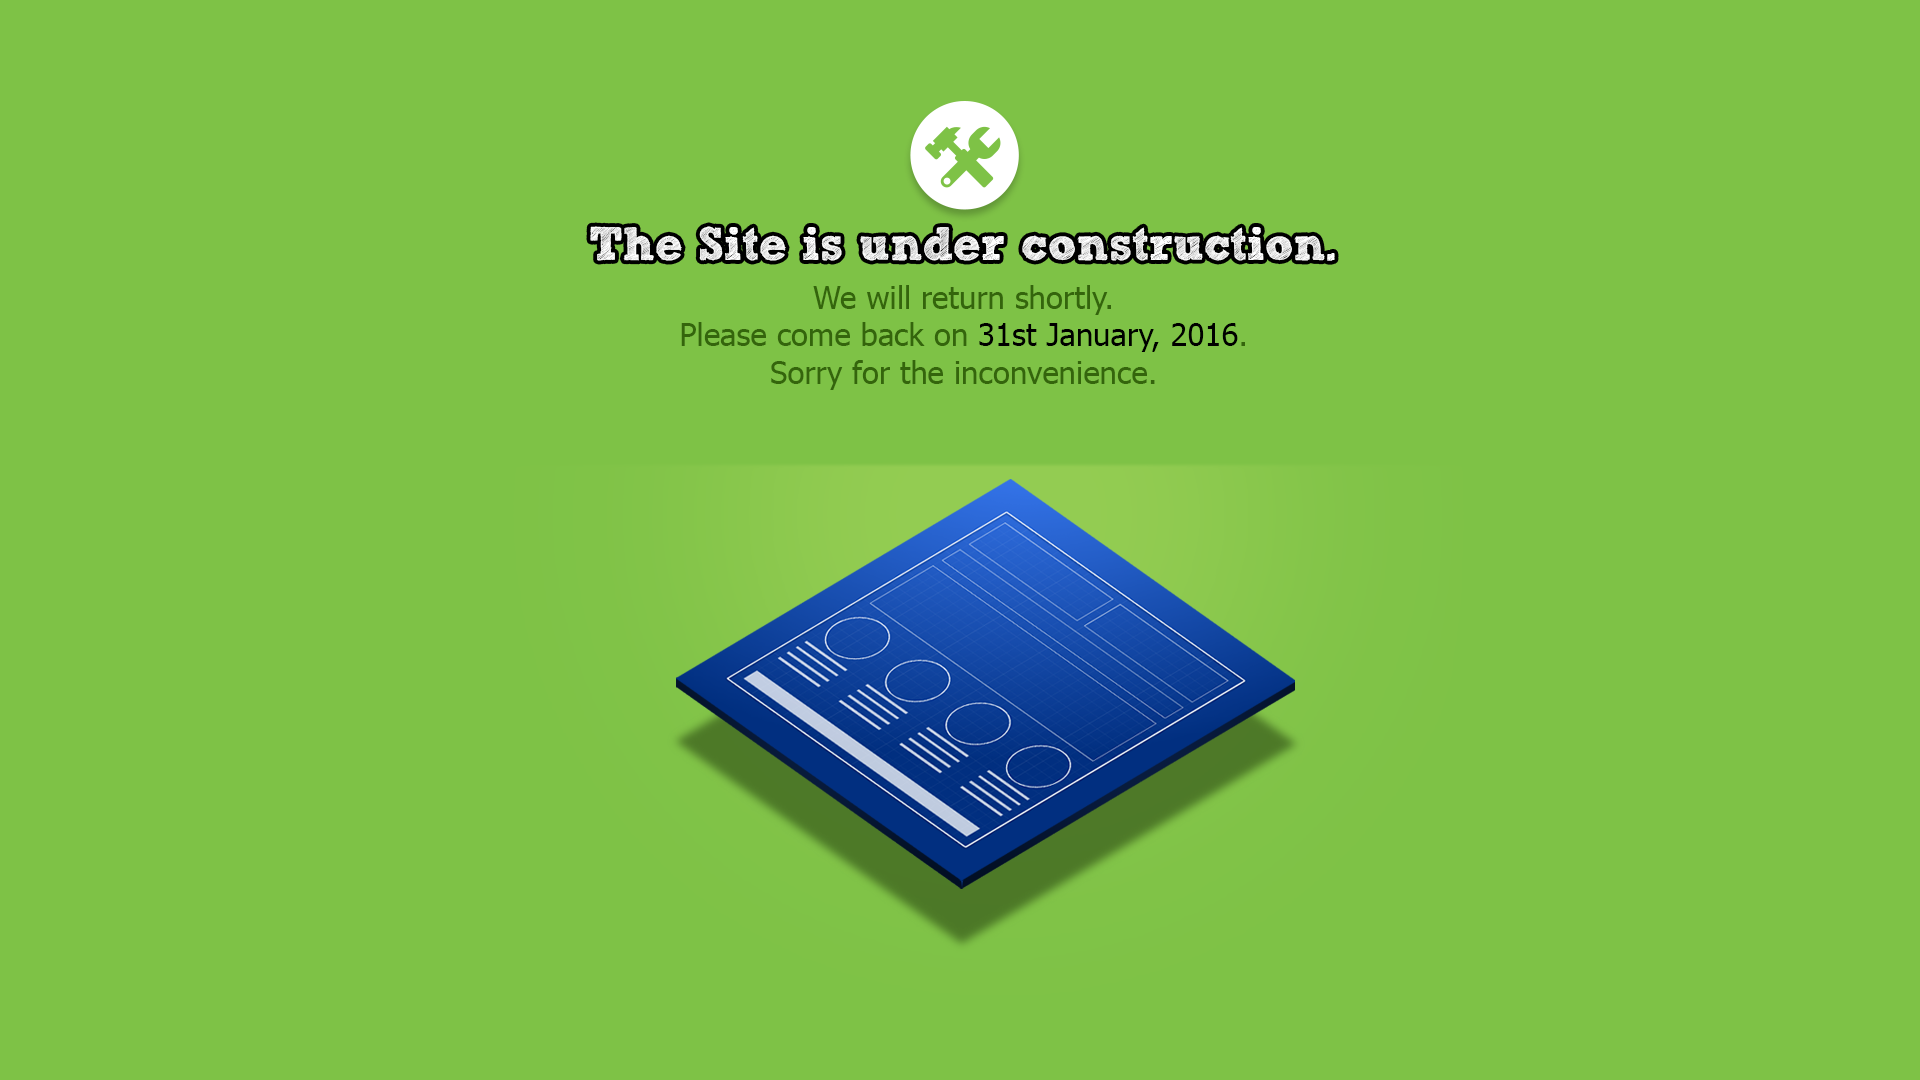 The Site is under construction.
We will return shortly.
Please come back on 31st January, 2016.
Sorry for the inconvenience.